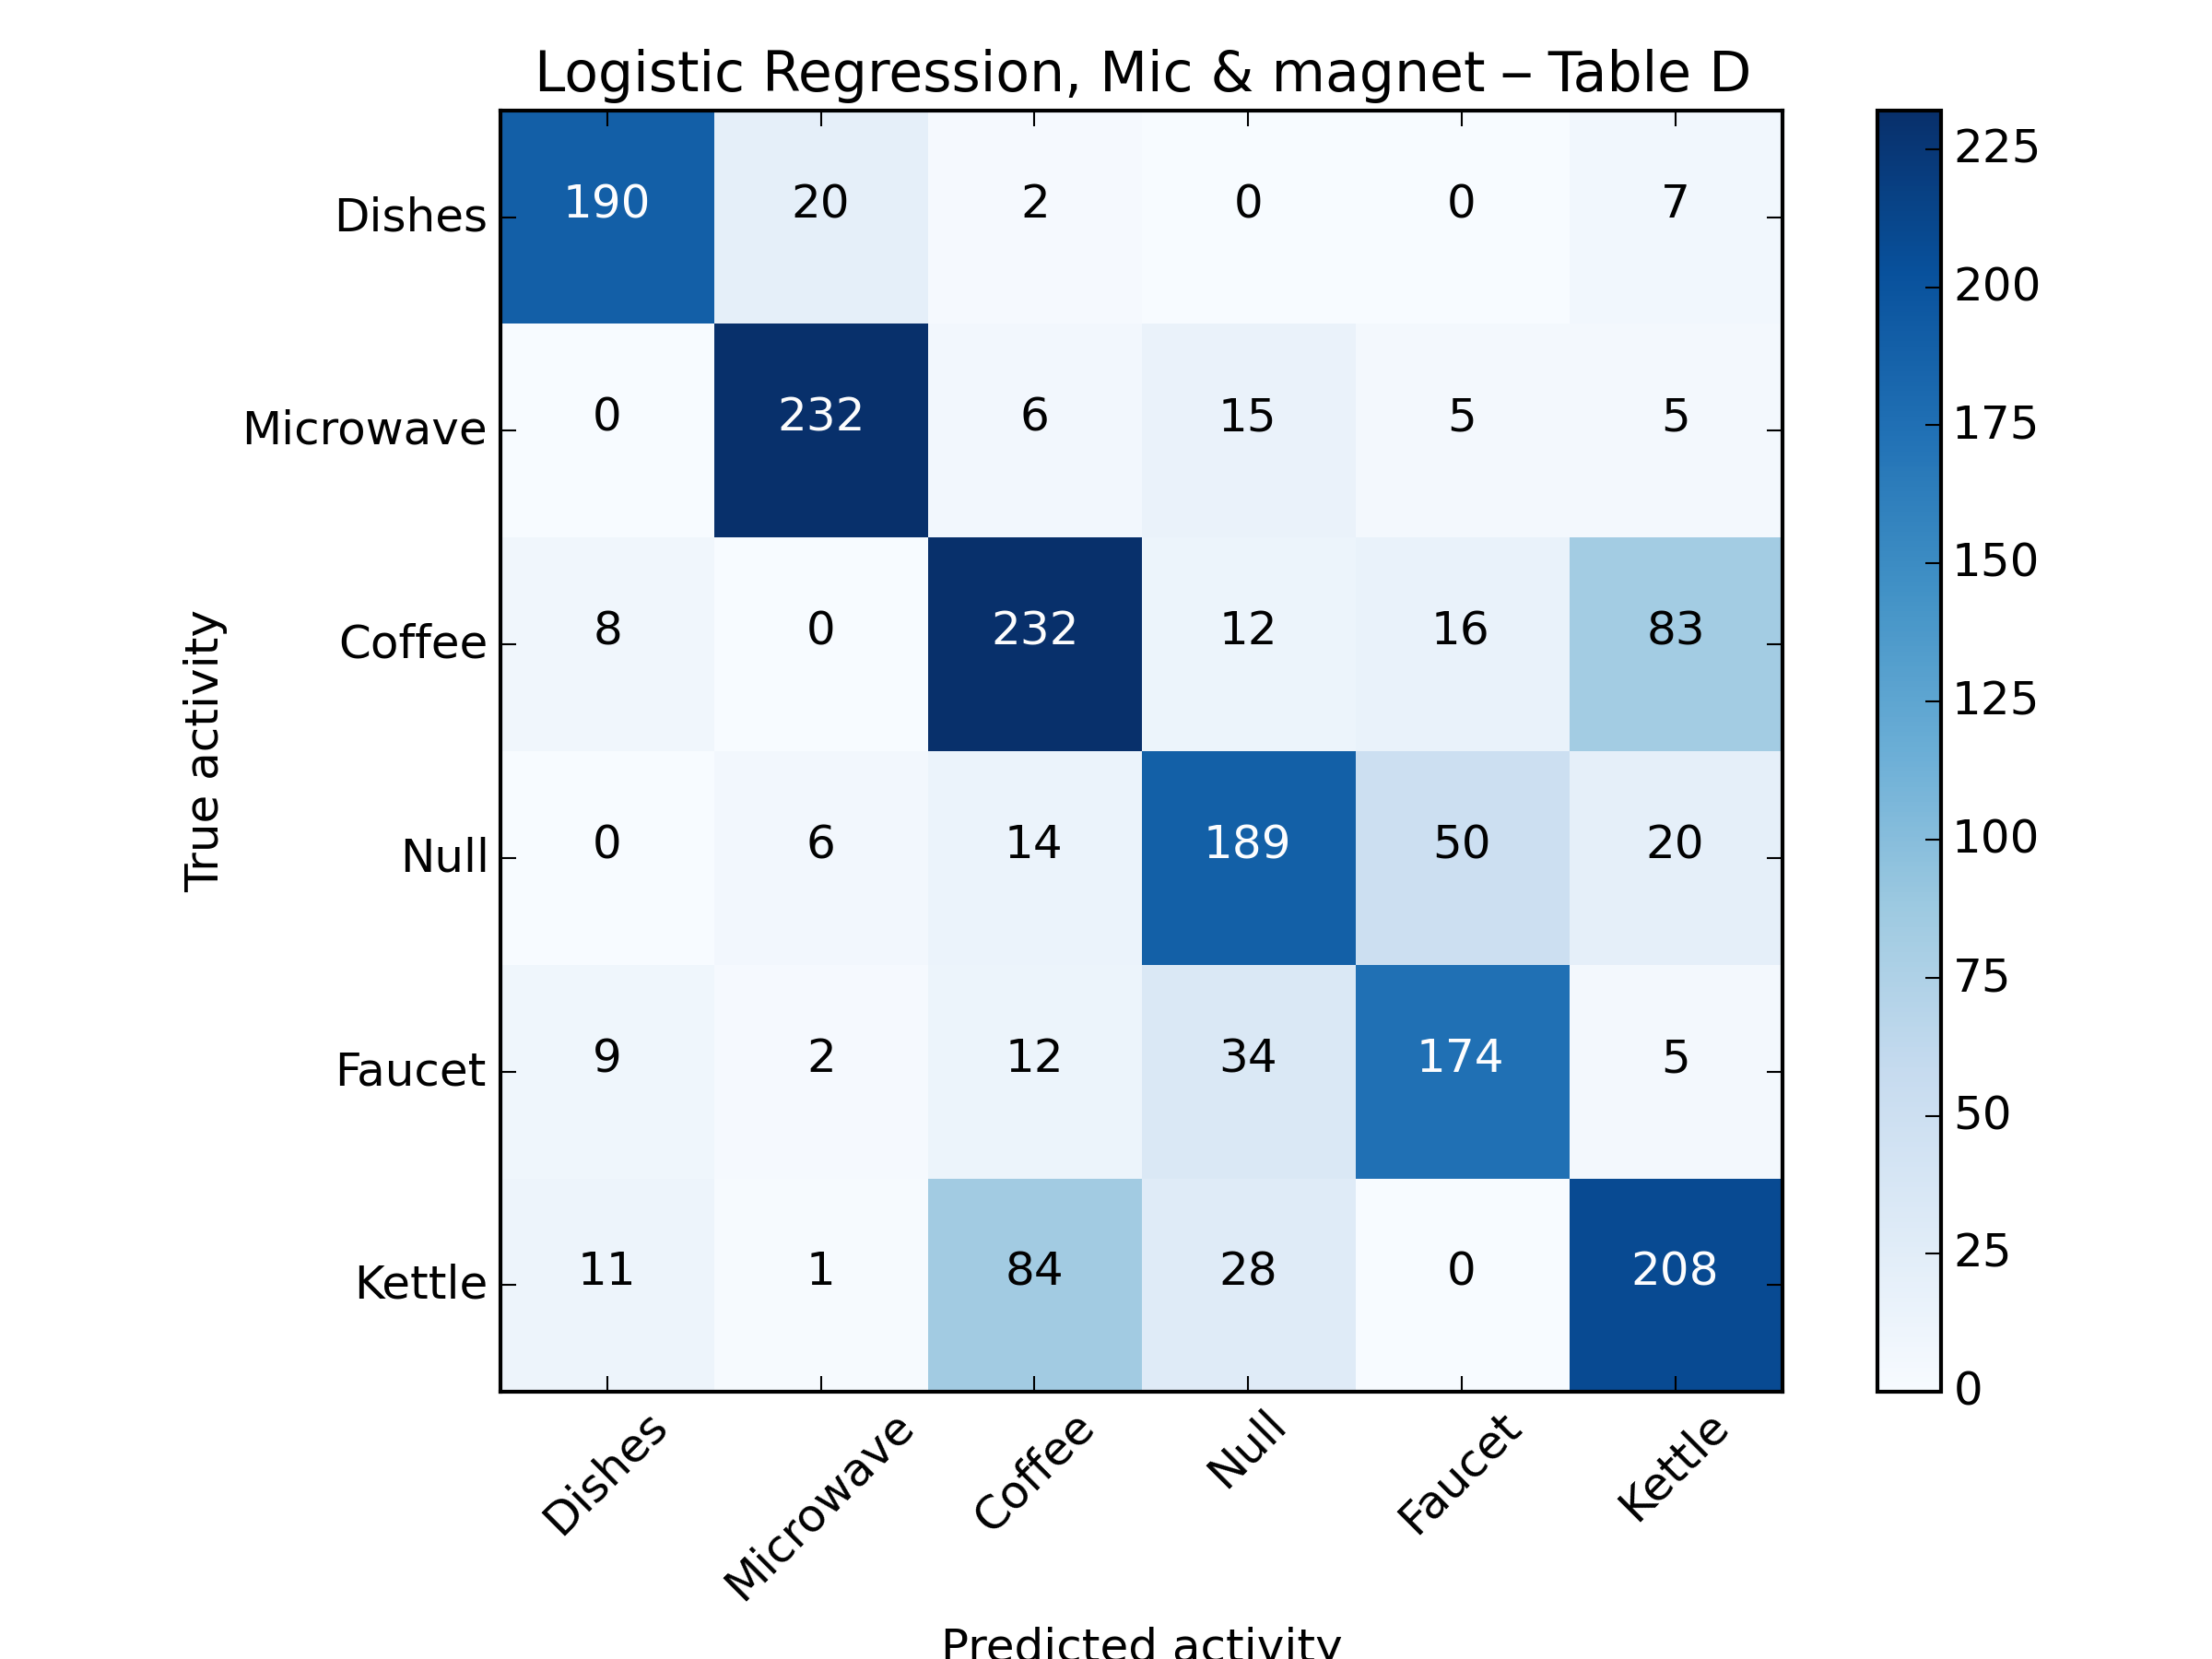 Logistic Regression, Mic & magnet – Table D
225
Dishes 190 20 2 0 0 7
200
Microwave 0 232 6 15 5 5
175
150
Coffee 8 0 232 12 16 83
125
100
Null 0 6 14 189 50 20
75
Faucet 9 2 12 34 174 5
50
25
Kettle 11 1 84 28 0 208
0
True activity
Dishes Microwave Coffee Null Faucet Kettle
Predicted activity